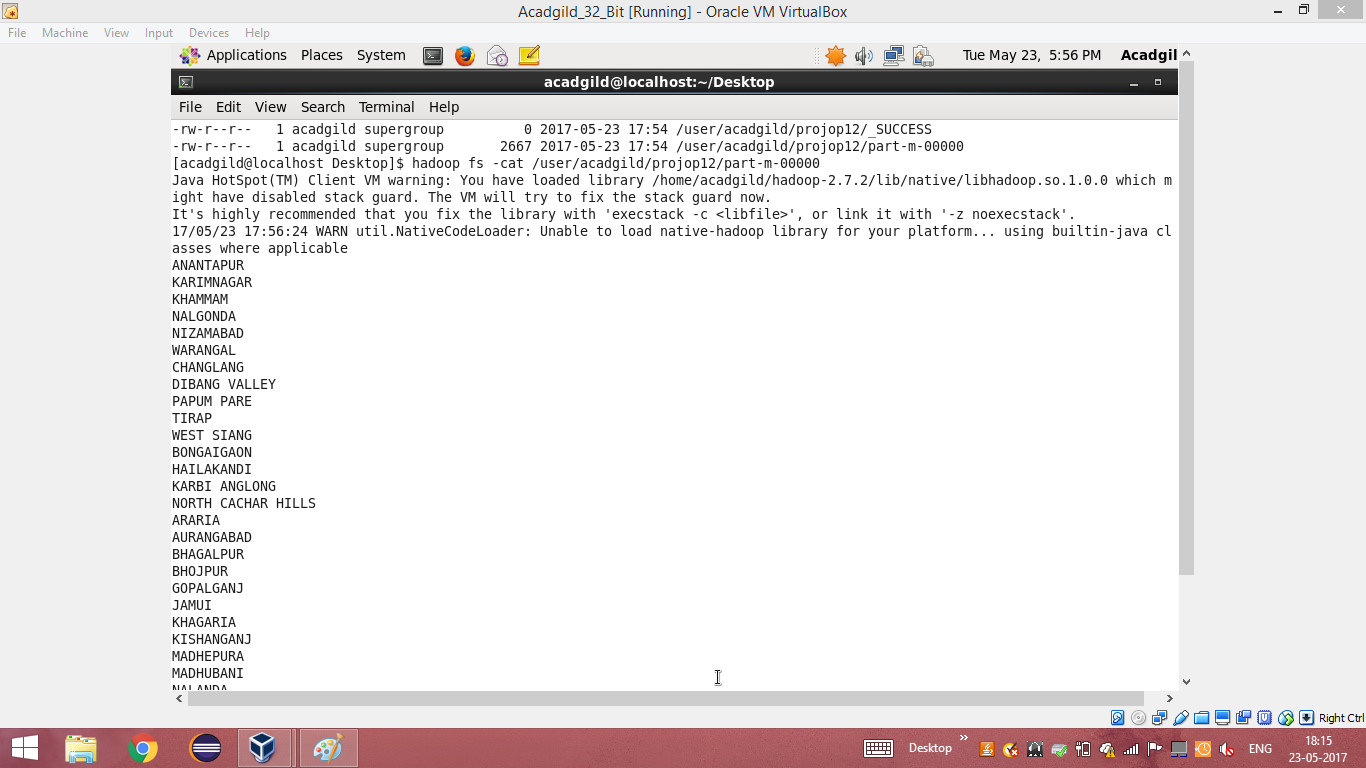 Acadgild_32_Bit [Running] - Oracle VM VirtualBox
File Machine View Input Devices Help
Applications Places System Tue May 23, 5:56 PM Acadgil
acadgild@localhost:~/Desktop
File Edit View Search Terminal Help
-rw-r--r-- 1 acadgild supergroup 0 2017-05-23 17:54 /user/acadgild/projop12/_SUCCESS
-rw-r--r-- 1 acadgild supergroup 2667 2017-05-23 17:54 /user/acadgild/projop12/part-m-00000
[acadgild@localhost Desktop]$ hadoop fs -cat /user/acadgild/projop12/part-m-00000
Java HotSpot(TM) Client VM warning: You have loaded library /home/acadgild/hadoop-2.7.2/lib/native/libhadoop.so.1.0.0 which m
ight have disabled stack guard. The VM will try to fix the stack guard now.
It's highly recommended that you fix the library with 'execstack -c <libfile>', or link it with '-z noexecstack'.
17/05/23 17:56:24 WARN util.NativeCodeLoader: Unable to load native-hadoop library for your platform... using builtin-java cl
asses where applicable
ANANTAPUR
KARIMNAGAR
KHAMMAM
NALGONDA
NIZAMABAD
WARANGAL
CHANGLANG
DIBANG VALLEY
PAPUM PARE
TIRAP
WEST SIANG
BONGAIGAON
HAILAKANDI
KARBI ANGLONG
NORTH CACHAR HILLS
ARARIA
AURANGABAD
BHAGALPUR
BHOJPUR
GOPALGANJ
JAMUI
KHAGARIA
KISHANGANJ
MADHEPURA
MADHUBANI
NALANDA
Right Ctrl
Desktop » ENG 18:15
23-05-2017